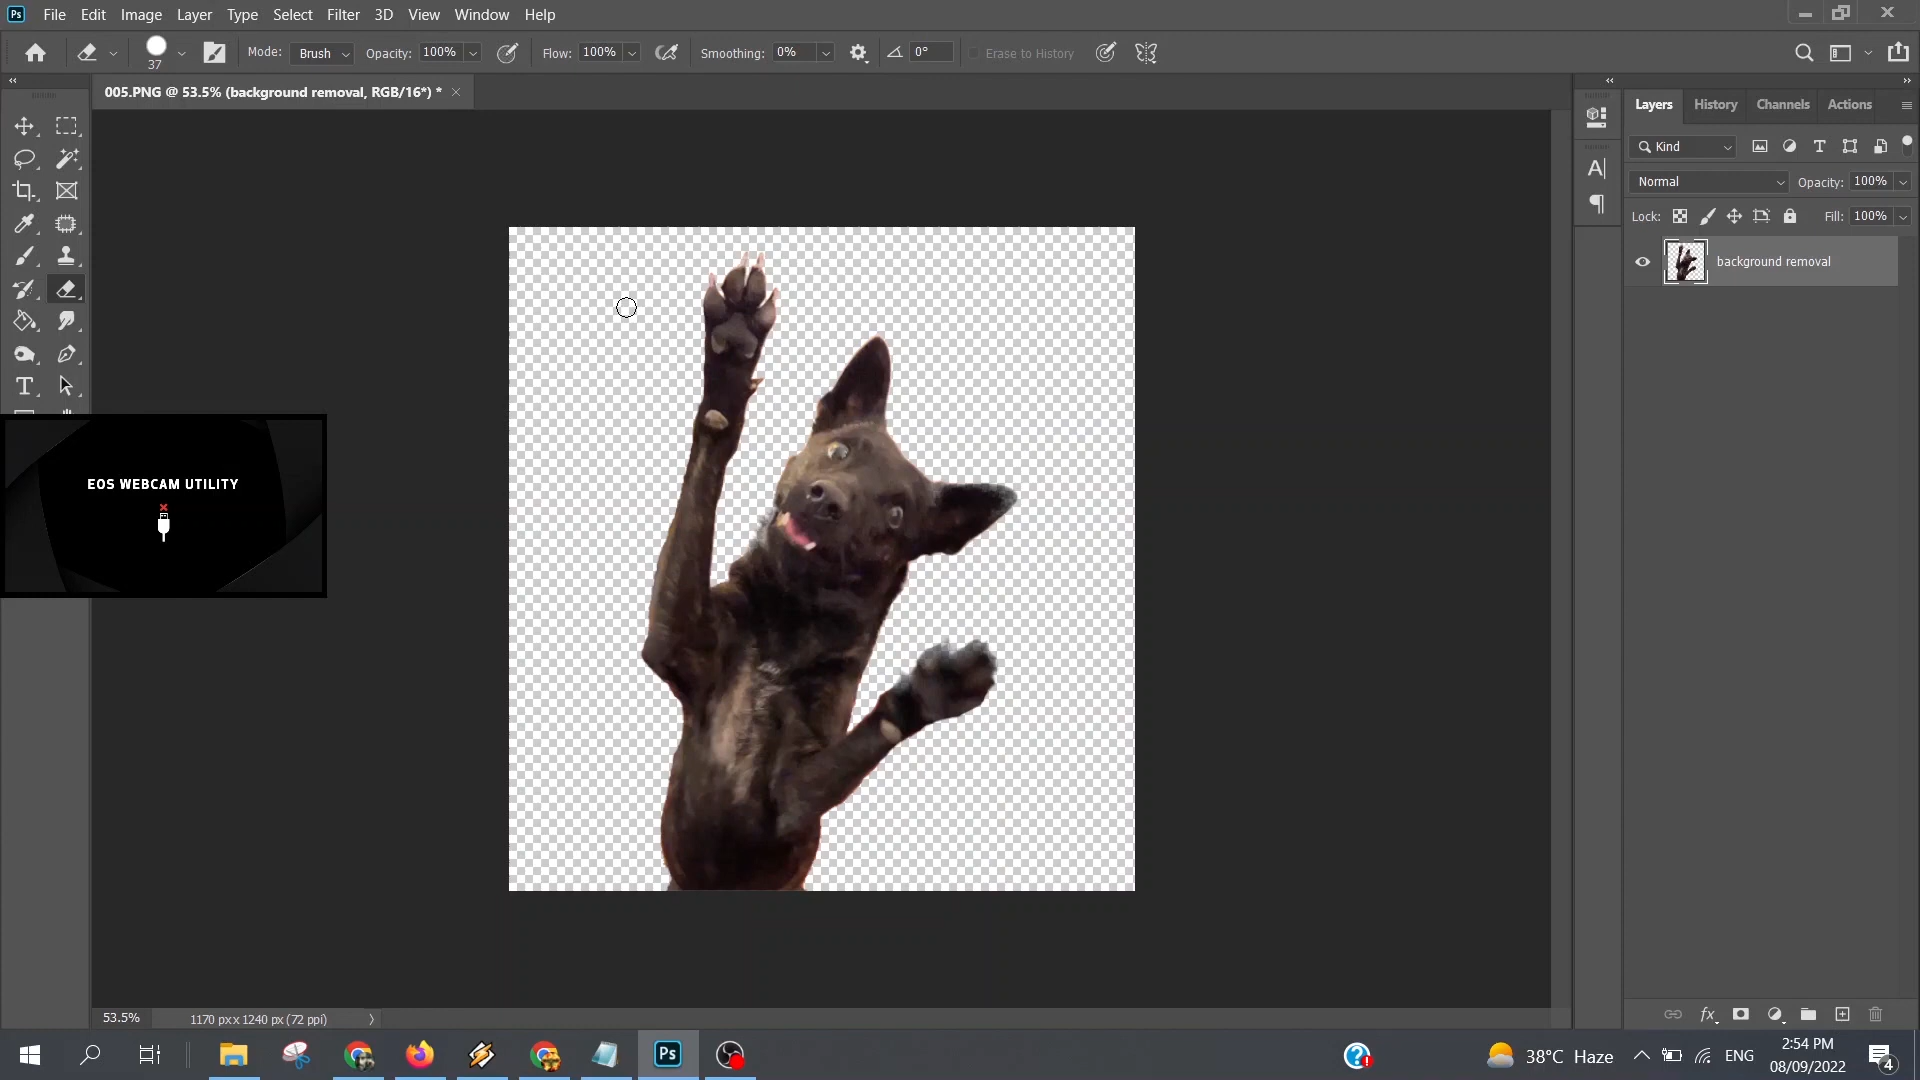 Ps File Edit Image Layer Type Select Filter 3D View Window Help
37 Mode: Brush Opacity: 100% Flow: 100% Smoothing: 0% 0° Erase to History
005.PNG @ 53.5% (background removal, RGB/16*) *
Layers History Channels Actions
Kind
Normal Opacity: 100%
Lock: Fill: 100%
background removal
EOS WEBCAM UTILITY
53.5% 1170 px x 1240 px (72 ppi)
Ps 38°C Haze ENG 2:54 PM
08/09/2022 4